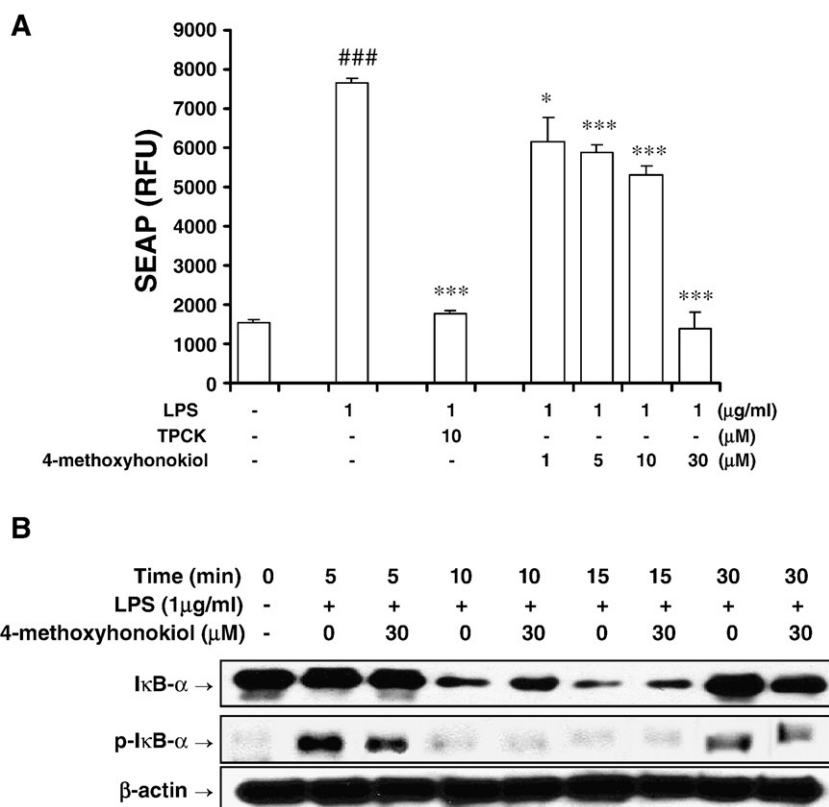 A
9000
8000
7000
6000
5000
4000
3000
2000
1000
0
SEAP (RFU)
###
***
*
***
***
***
LPS - 1 1 1 1 1 1 (μg/ml)
TPCK - - 10 - - - - (μM)
4-methoxyhonokiol - - - 1 5 10 30 (μM)
B
Time (min) 0 5 5 10 10 15 15 30 30
LPS (1μg/ml) - + + + + + + + +
4-methoxyhonokiol (μM) - 0 30 0 30 0 30 0 30
IκB-α →
p-IκB-α →
β-actin →